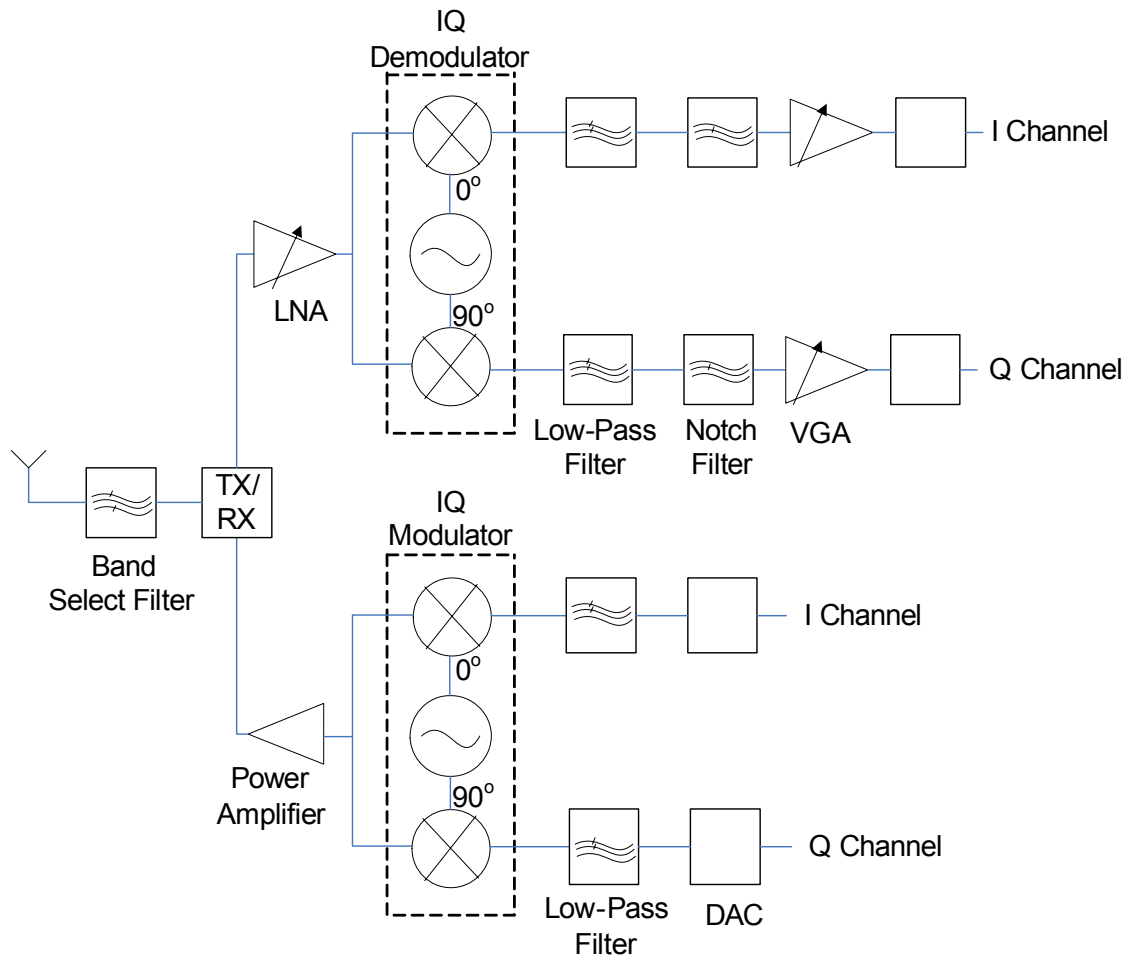 IQ
Demodulator
0°
I Channel
LNA
90°
Q Channel
Low-Pass
Filter
Notch
Filter
VGA
TX/
RX
Band
Select Filter
IQ
Modulator
0°
I Channel
Power
Amplifier
90°
Q Channel
Low-Pass
Filter
DAC